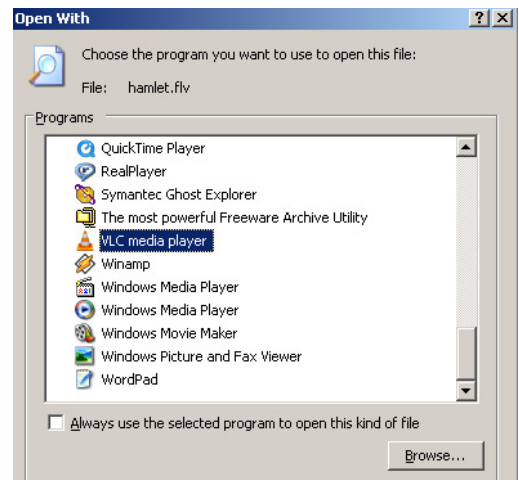 Open With
Choose the program you want to use to open this file:
File: hamlet.flv
Programs
QuickTime Player
RealPlayer
Symantec Ghost Explorer
The most powerful Freeware Archive Utility
VLC media player
Winamp
Windows Media Player
Windows Media Player
Windows Movie Maker
Windows Picture and Fax Viewer
WordPad
Always use the selected program to open this kind of file
Browse...